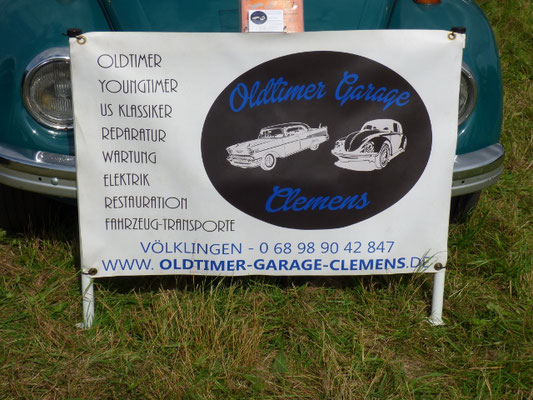 OLDTIMER
YOUNGTIMER
US KLASSIKER
REPARATUR
WARTUNG
ELEKTRIK
RESTAURATION
FAHRZEUG-TRANSPORTE
Oldtimer Garage
Clemens
VÖLKLINGEN - 0 68 98 90 42 847
WWW. OLDTIMER-GARAGE-CLEMENS.DE